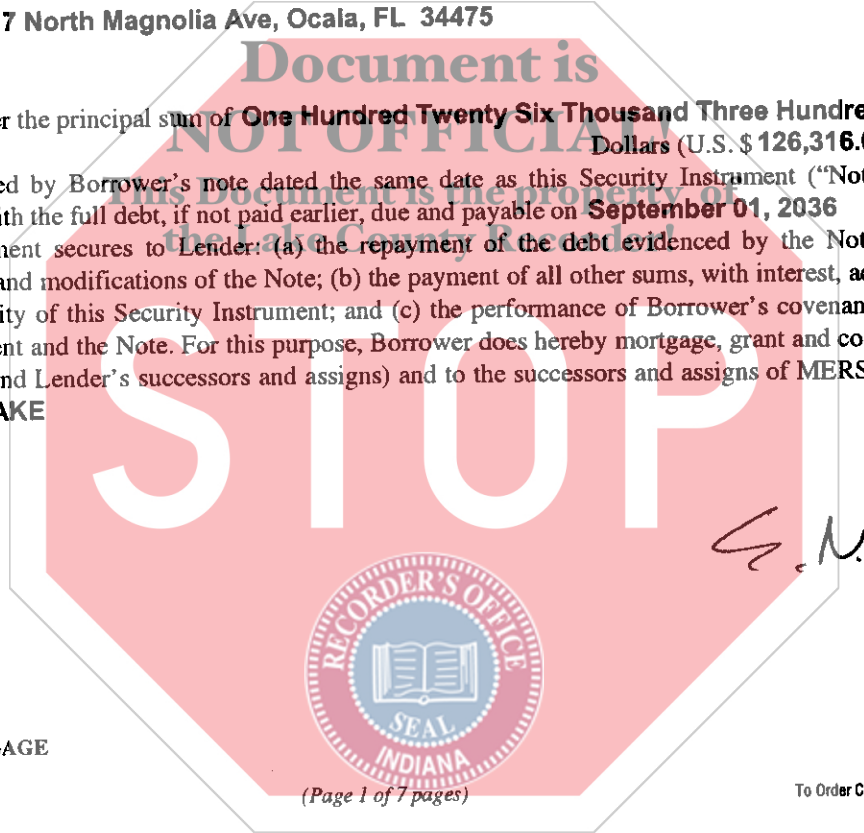 7 North Magnolia Ave, Ocala, FL 34475
Document is
NOT OFFICIAL!
This Document is the property of
the Lake County Recorder!
er the principal sum of One Hundred Twenty Six Thousand Three Hundre
Dollars (U.S. $ 126,316.
ed by Borrower's note dated the same date as this Security Instrument ("Not
ith the full debt, if not paid earlier, due and payable on September 01, 2036
ment secures to Lender: (a) the repayment of the debt evidenced by the Not
and modifications of the Note; (b) the payment of all other sums, with interest, a
ity of this Security Instrument; and (c) the performance of Borrower's covenan
ent and the Note. For this purpose, Borrower does hereby mortgage, grant and co
nd Lender's successors and assigns) and to the successors and assigns of MERS
AKE
STOP
S. N.
RECORDER'S OFFICE
SEAL
INDIANA
GAGE
(Page 1 of 7 pages)
To Order C